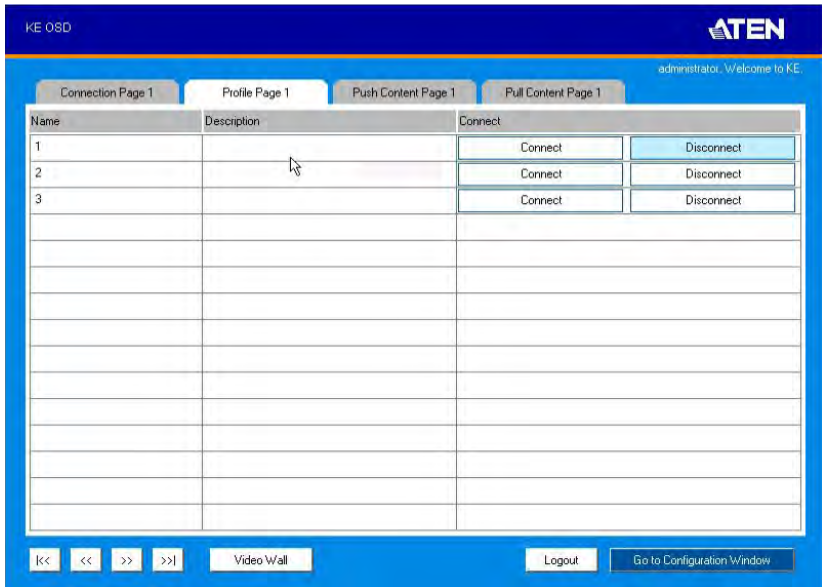 KE OSD
ATEN
administrator, Welcome to KE.
Connection Page 1 Profile Page 1 Push Content Page 1 Pull Content Page 1
Name Description Connect
1 Connect Disconnect
2 Connect Disconnect
3 Connect Disconnect
|<< << >> >>| Video Wall Logout Go to Configuration Window